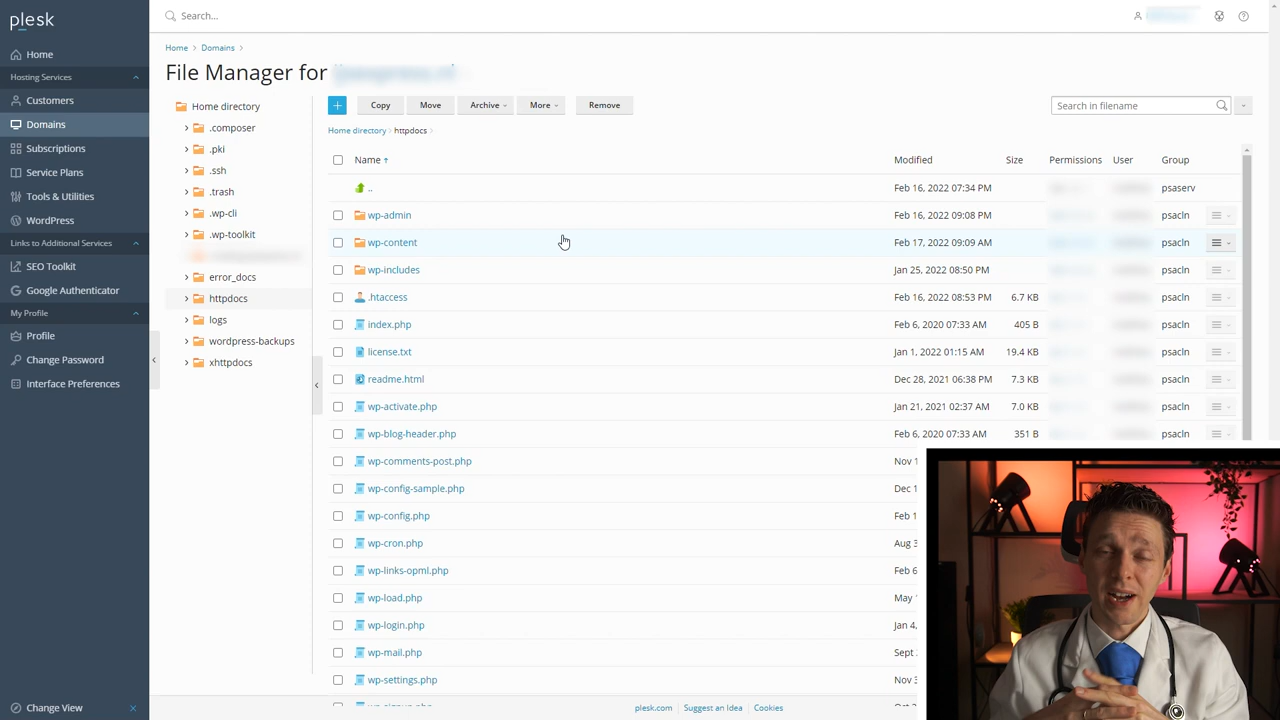 plesk
Search...
Home
Hosting Services
Customers
Domains
Subscriptions
Service Plans
Tools & Utilities
WordPress
Links to Additional Services
SEO Toolkit
Google Authenticator
My Profile
Profile
Change Password
Interface Preferences
Change View
Home > Domains >
File Manager for
Home directory
.composer
.pki
.ssh
.trash
.wp-cli
.wp-toolkit
error_docs
httpdocs
logs
wordpress-backups
xhttpdocs
+ Copy Move Archive More Remove Search in filename
Home directory > httpdocs >
Name Modified Size Permissions User Group
.. Feb 16, 2022 07:34 PM psaserv
wp-admin Feb 16, 2022 09:08 PM psacln
wp-content Feb 17, 2022 09:09 AM psacln
wp-includes Jan 25, 2022 08:50 PM psacln
.htaccess Feb 16, 2022 08:53 PM 6.7 KB psacln
index.php Feb 6, 2020 07:33 AM 405 B psacln
license.txt Jan 1, 2022 01:15 AM 19.4 KB psacln
readme.html Dec 28, 2021 06:38 PM 7.3 KB psacln
wp-activate.php Jan 21, 2021 02:37 AM 7.0 KB psacln
wp-blog-header.php Feb 6, 2020 07:33 AM 351 B psacln
wp-comments-post.php Nov 1
wp-config-sample.php Dec 1
wp-config.php Feb 1
wp-cron.php Aug 3
wp-links-opml.php Feb 6
wp-load.php May
wp-login.php Jan 4,
wp-mail.php Sept
wp-settings.php Nov 3
plesk.com Suggest an Idea Cookies